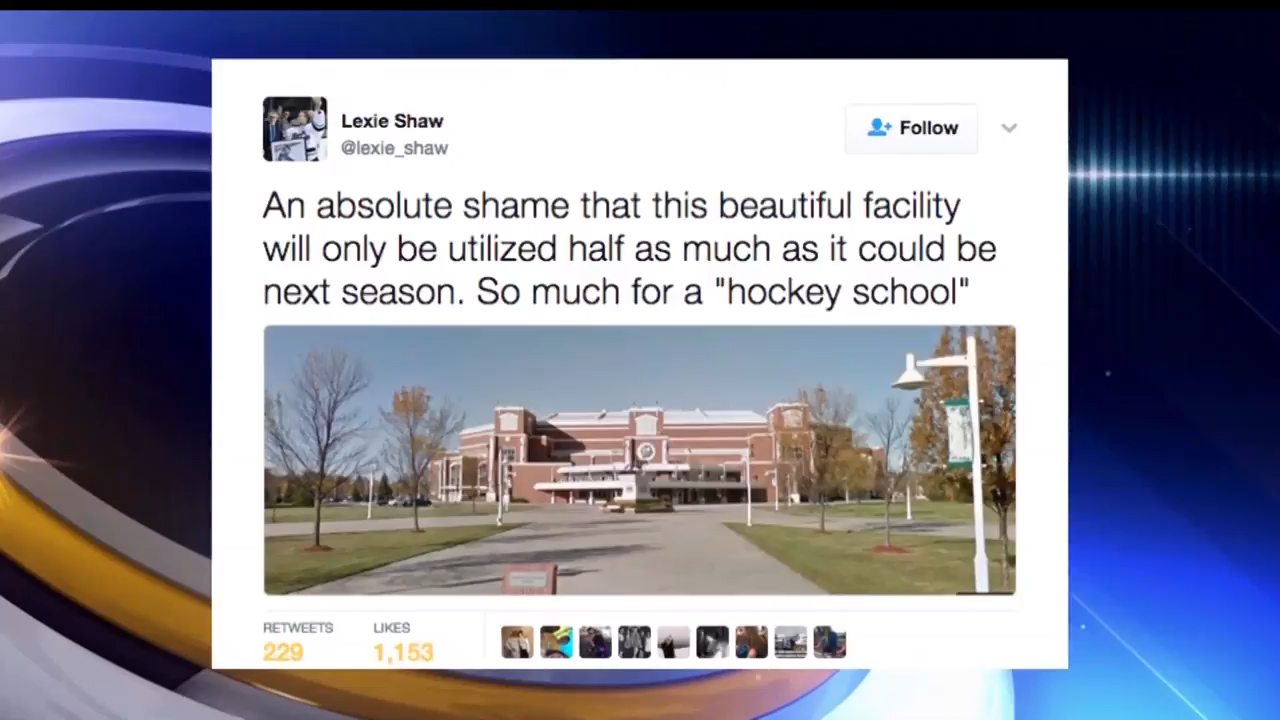 Lexie Shaw
@lexie_shaw
Follow
An absolute shame that this beautiful facility
will only be utilized half as much as it could be
next season. So much for a "hockey school"
RETWEETS
LIKES
229
1,153